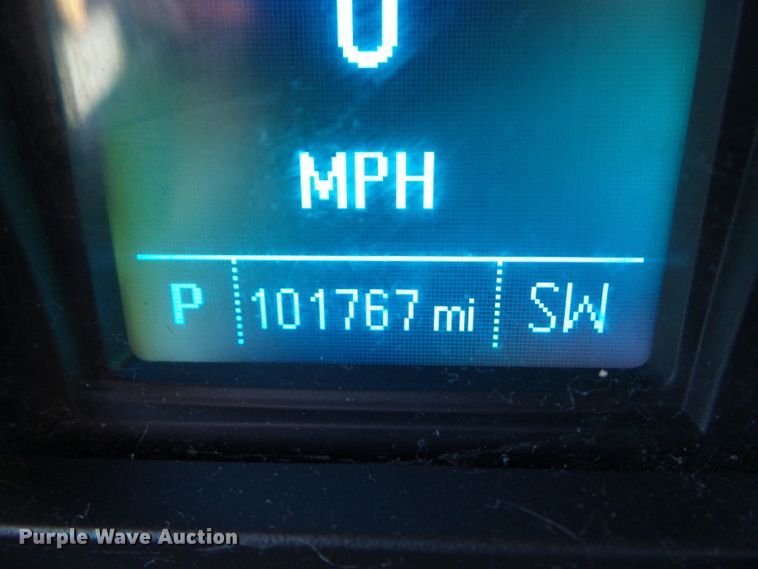 0
MPH
P 101767 mi SW
Purple Wave Auction